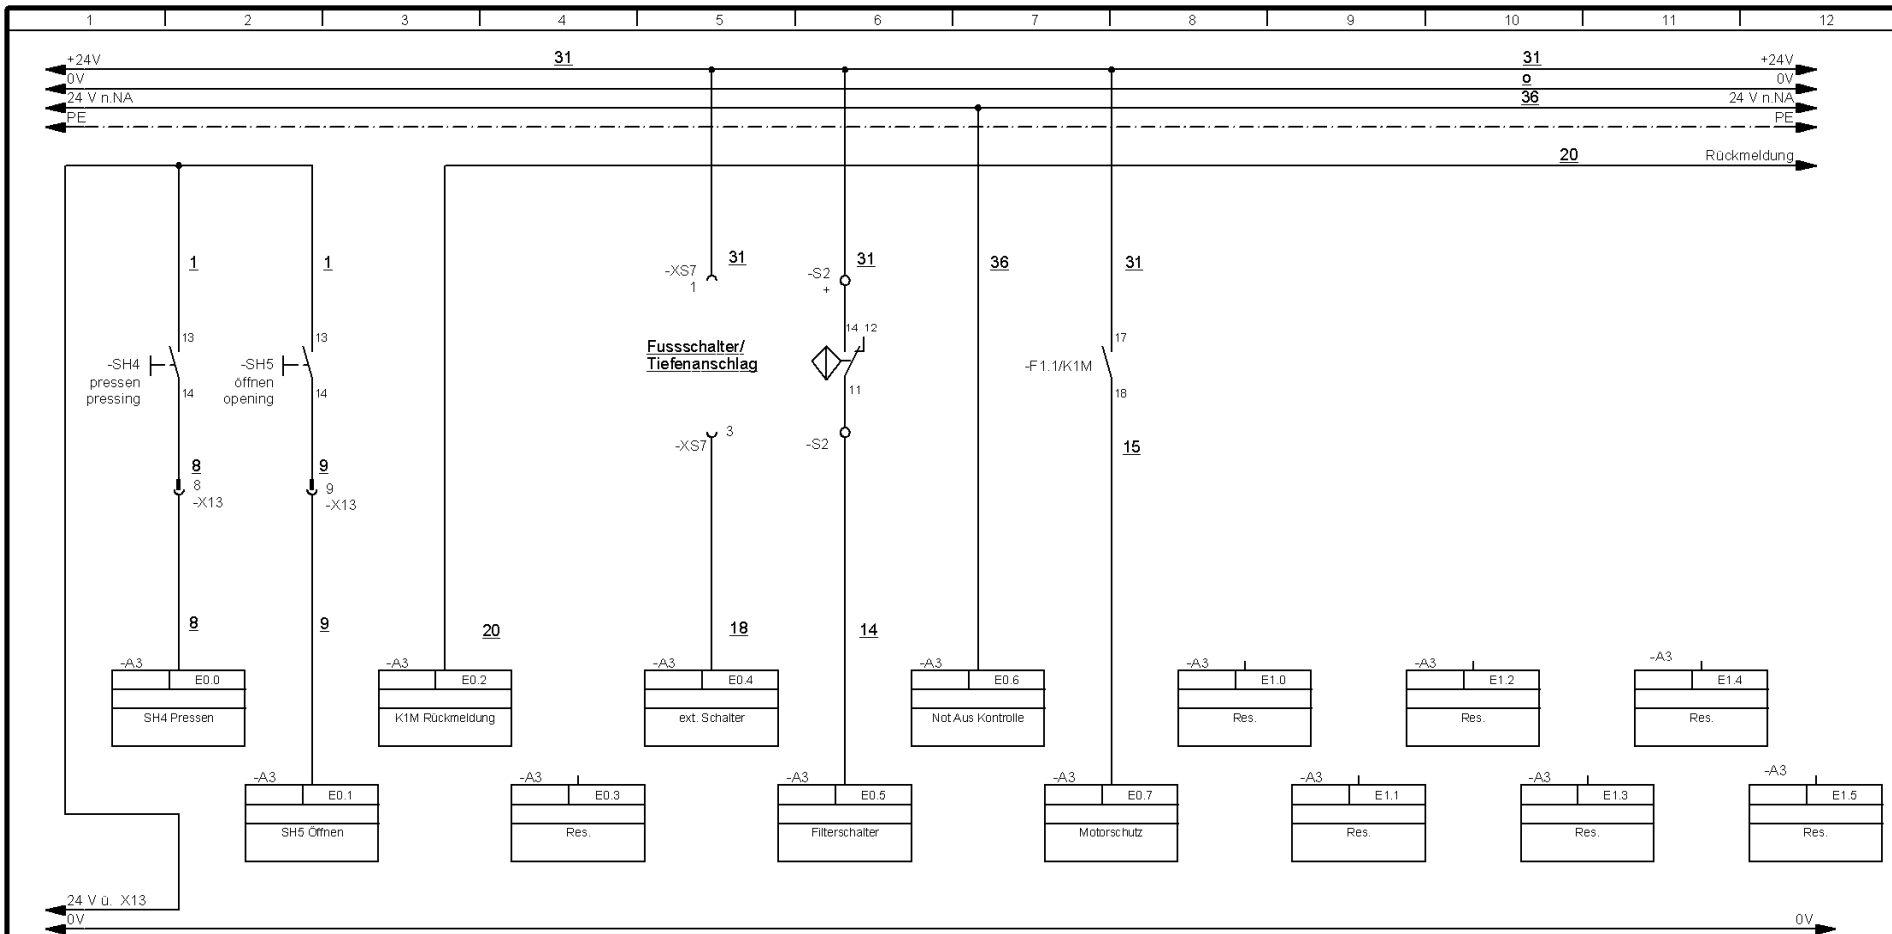 1 2 3 4 5 6 7 8 9 10 11 12
+24V 31 31 +24V
0V 0 0V
24 V n.NA 36 24 V n.NA
PE PE
20 Rückmeldung
1 1 31 31 36 31
-XS7 -S2
1 +
13 13 14 12 17
Fussschalter/
Tiefenanschlag
-SH4 -SH5 -F1.1/K1M
pressen öffnen
pressing opening
14 14 11 18
3
-XS7 -S2 15
8 9
8 9
-X13 -X13
8 9 20 18 14
-A3 -A3 -A3 -A3 -A3 -A3 -A3
E0.0 E0.2 E0.4 E0.6 E1.0 E1.2 E1.4
SH4 Pressen K1M Rückmeldung ext. Schalter Not Aus Kontrolle Res. Res. Res.
-A3 -A3 -A3 -A3 -A3 -A3 -A3
E0.1 E0.3 E0.5 E0.7 E1.1 E1.3 E1.5
SH5 Öffnen Res. Filterschalter Motorschutz Res. Res. Res.
24 V ü. X13
0V 0V